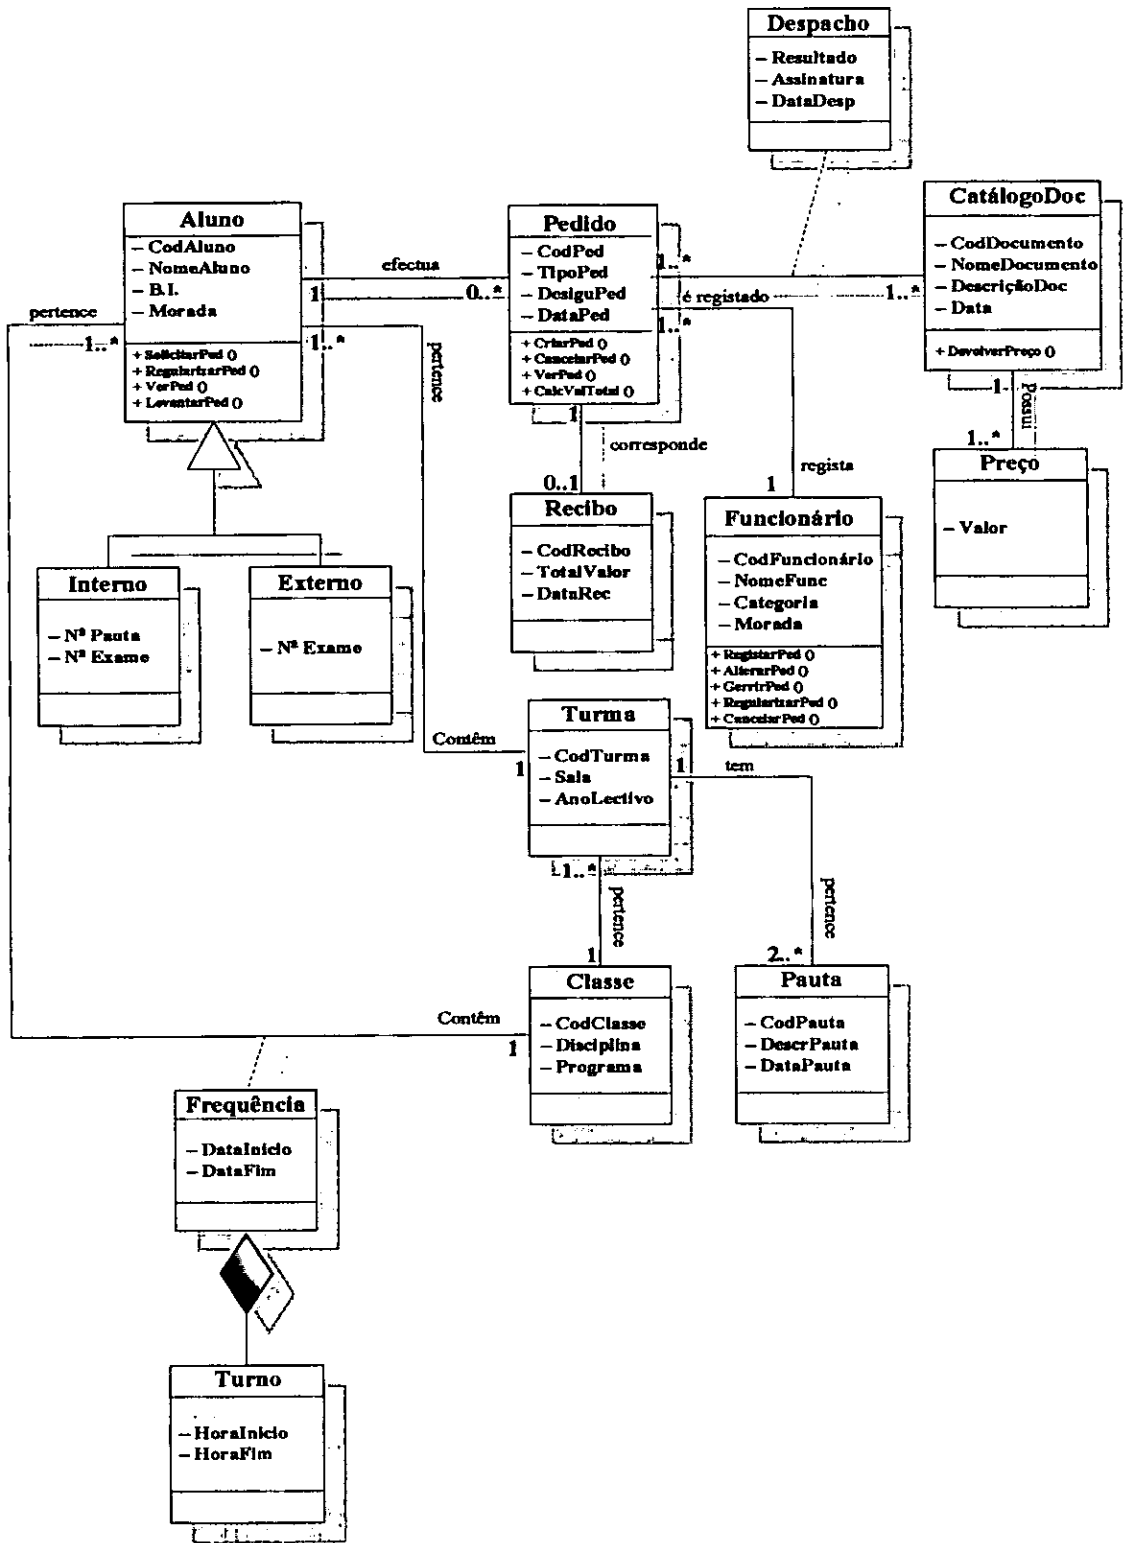 Despacho
– Resultado
– Assinatura
– DataDesp
CatálogoDoc
– CodDocumento
– NomeDocumento
– DescriçãoDoc
– Data
+ DevolverPreço ()
Aluno
– CodAluno
– NomeAluno
– B.I.
– Morada
+ SolicitarPed ()
+ RegularizarPed ()
+ VerPed ()
+ LevantarPed ()
Pedido
– CodPed
– TipoPed
– DesiguPed
– DataPed
+ CriarPed ()
+ CancelarPed ()
+ VerPed ()
+ CalcValTotal ()
efectua
1
0..*
1..*
1..*
é registado
1..*
pertence
1..*
1..*
pertence
1
Possui
1..*
1
corresponde
0..1
regista
1
Preço
– Valor
Recibo
– CodRecibo
– TotalValor
– DataRec
Funcionário
– CodFuncionário
– NomeFunc
– Categoria
– Morada
+ RegistarPed ()
+ AlterarPed ()
+ GerrirPed ()
+ RegularizarPed ()
+ CancelarPed ()
Interno
– Nª Pauta
– Nª Exame
Externo
– Nª Exame
Turma
– CodTurma
– Sala
– AnoLectivo
Contêm
1
1
tem
1..*
pertence
1
pertence
2..*
Classe
– CodClasse
– Disciplina
– Programa
Pauta
– CodPauta
– DescrPauta
– DataPauta
Contêm
1
Frequência
– DataInicio
– DataFim
Turno
– HoraInicio
– HoraFim